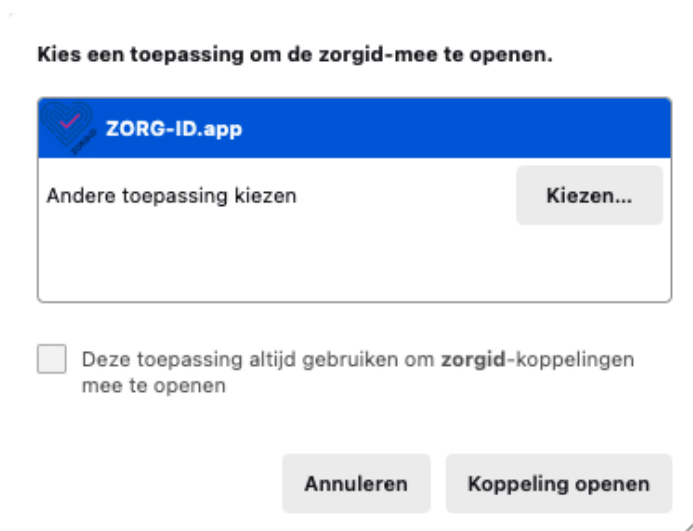 Kies een toepassing om de zorgid-mee te openen.
ZORG-ID.app
Andere toepassing kiezen
Kiezen...
Deze toepassing altijd gebruiken om zorgid-koppelingen
mee te openen
Annuleren
Koppeling openen